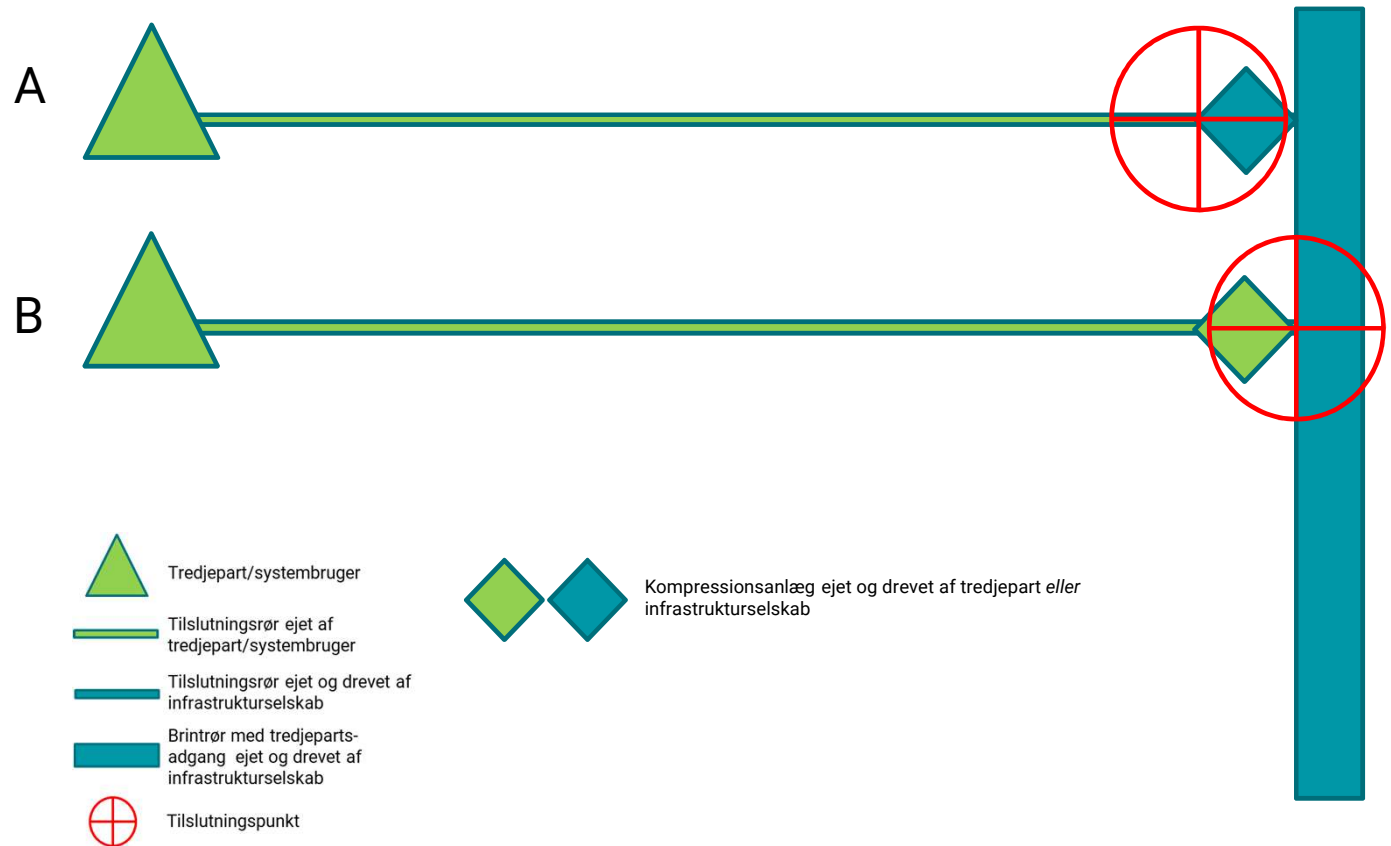 A
B
Tredjepart/systembruger
Tilslutningsrør ejet af
tredjepart/systembruger
Tilslutningsrør ejet og drevet af
infrastrukturselskab
Brintrør med tredjeparts-
adgang ejet og drevet af
infrastrukturselskab
Tilslutningspunkt
Kompressionsanlæg ejet og drevet af tredjepart eller
infrastrukturselskab